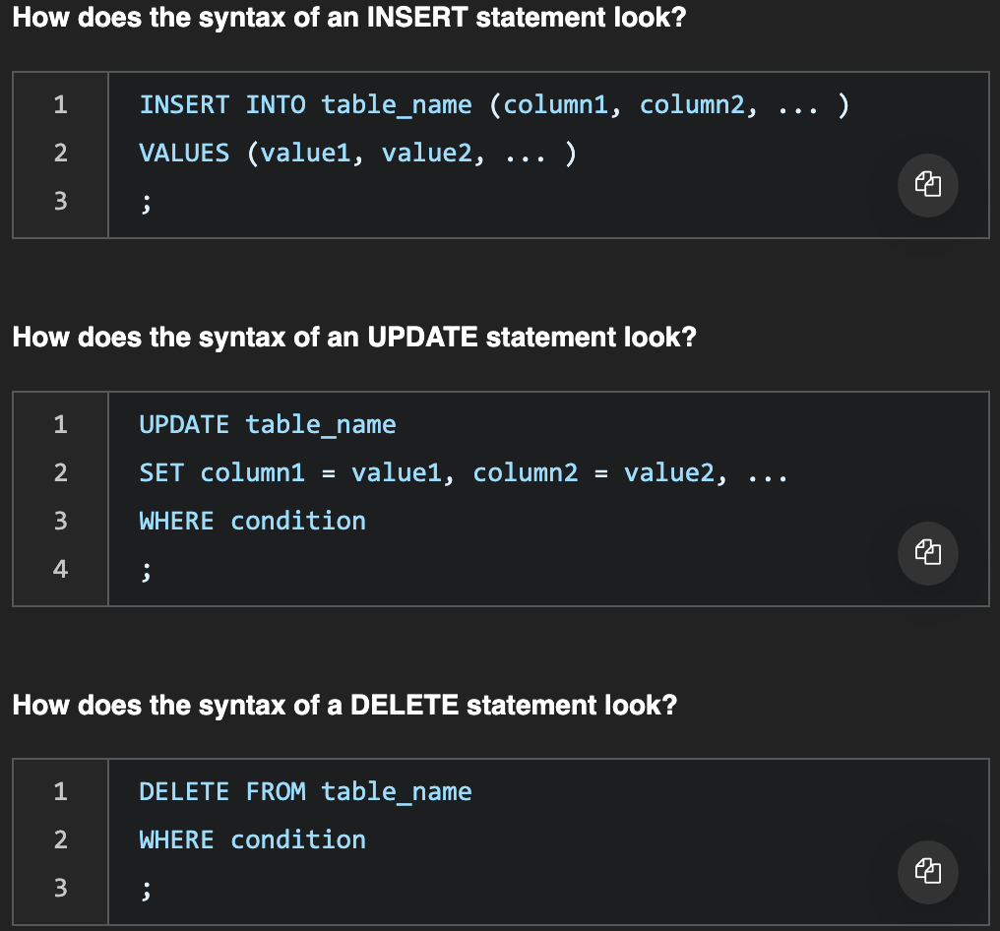 How does the syntax of an INSERT statement look?
1 INSERT INTO table_name (column1, column2, ... )
2 VALUES (value1, value2, ... )
3 ;
How does the syntax of an UPDATE statement look?
1 UPDATE table_name
2 SET column1 = value1, column2 = value2, ...
3 WHERE condition
4 ;
How does the syntax of a DELETE statement look?
1 DELETE FROM table_name
2 WHERE condition
3 ;